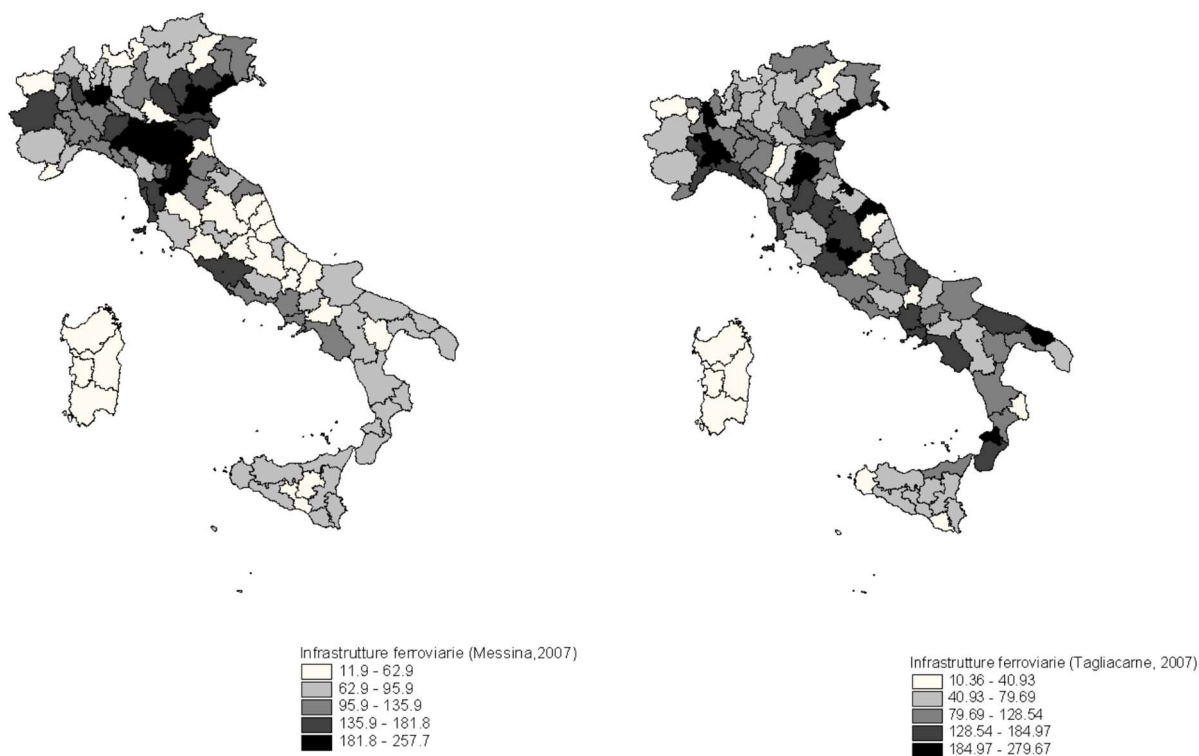 Infrastrutture ferroviarie (Messina,2007)
11.9 - 62.9
62.9 - 95.9
95.9 - 135.9
135.9 - 181.8
181.8 - 257.7
Infrastrutture ferroviarie (Tagliacarne, 2007)
10.36 - 40.93
40.93 - 79.69
79.69 - 128.54
128.54 - 184.97
184.97 - 279.67